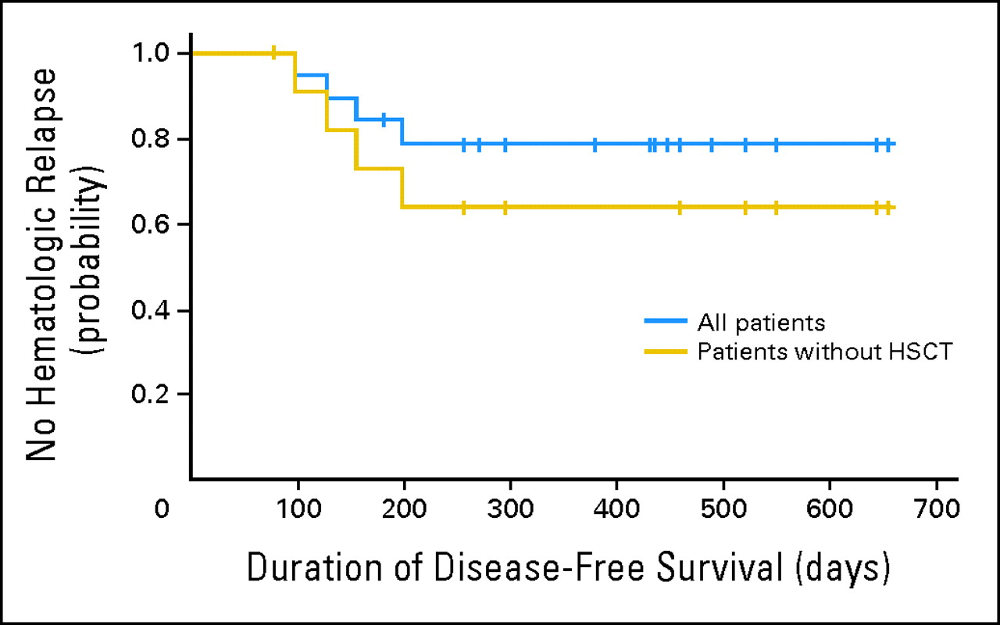 No Hematologic Relapse
(probability)
1.0
0.8
0.6
0.4
0.2
All patients
Patients without HSCT
0 100 200 300 400 500 600 700
Duration of Disease-Free Survival (days)